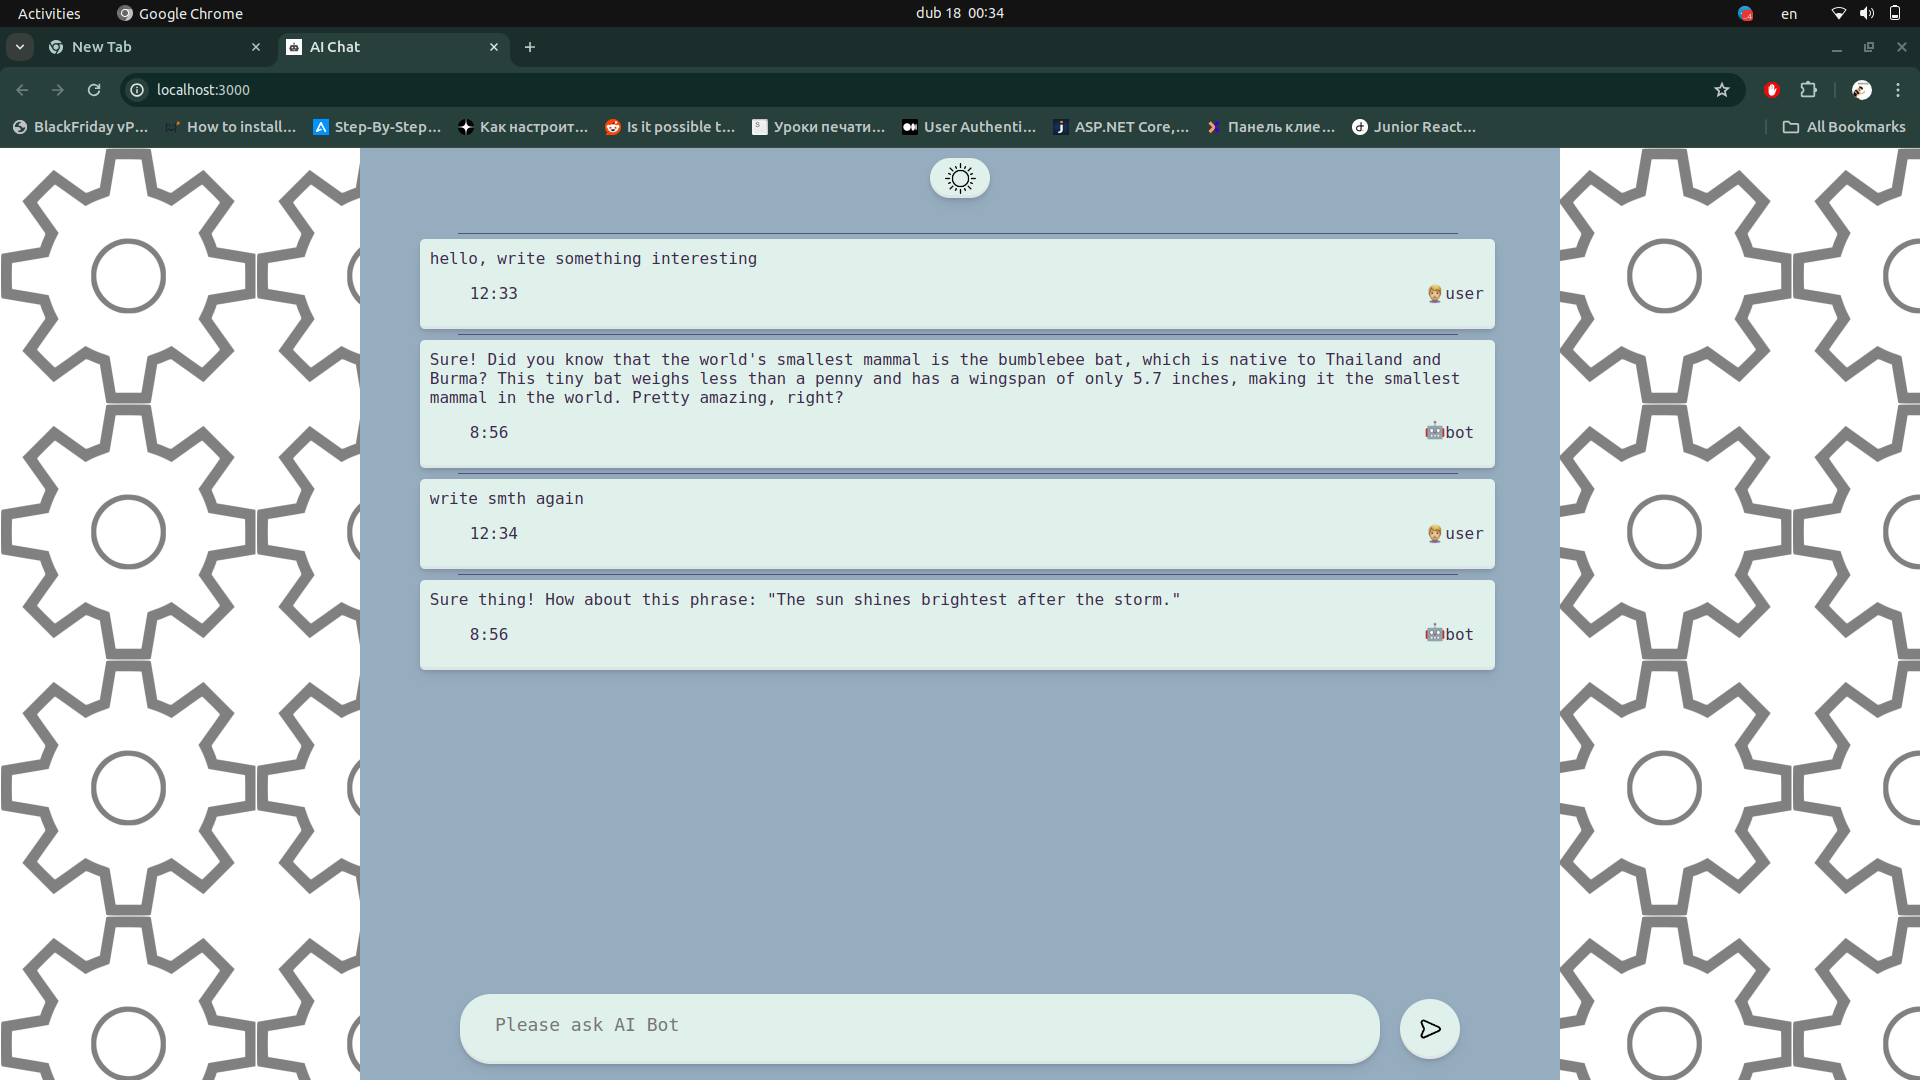 Activities
Google Chrome
dub 18 00:34
en
New Tab
AI Chat
localhost:3000
BlackFriday vP...
How to install...
Step-By-Step...
Как настроит...
Is it possible t...
Уроки печати...
User Authenti...
ASP.NET Core,...
Панель клие...
Junior React...
All Bookmarks
hello, write something interesting
12:33
user
Sure! Did you know that the world's smallest mammal is the bumblebee bat, which is native to Thailand and
Burma? This tiny bat weighs less than a penny and has a wingspan of only 5.7 inches, making it the smallest
mammal in the world. Pretty amazing, right?
8:56
bot
write smth again
12:34
user
Sure thing! How about this phrase: "The sun shines brightest after the storm."
8:56
bot
Please ask AI Bot